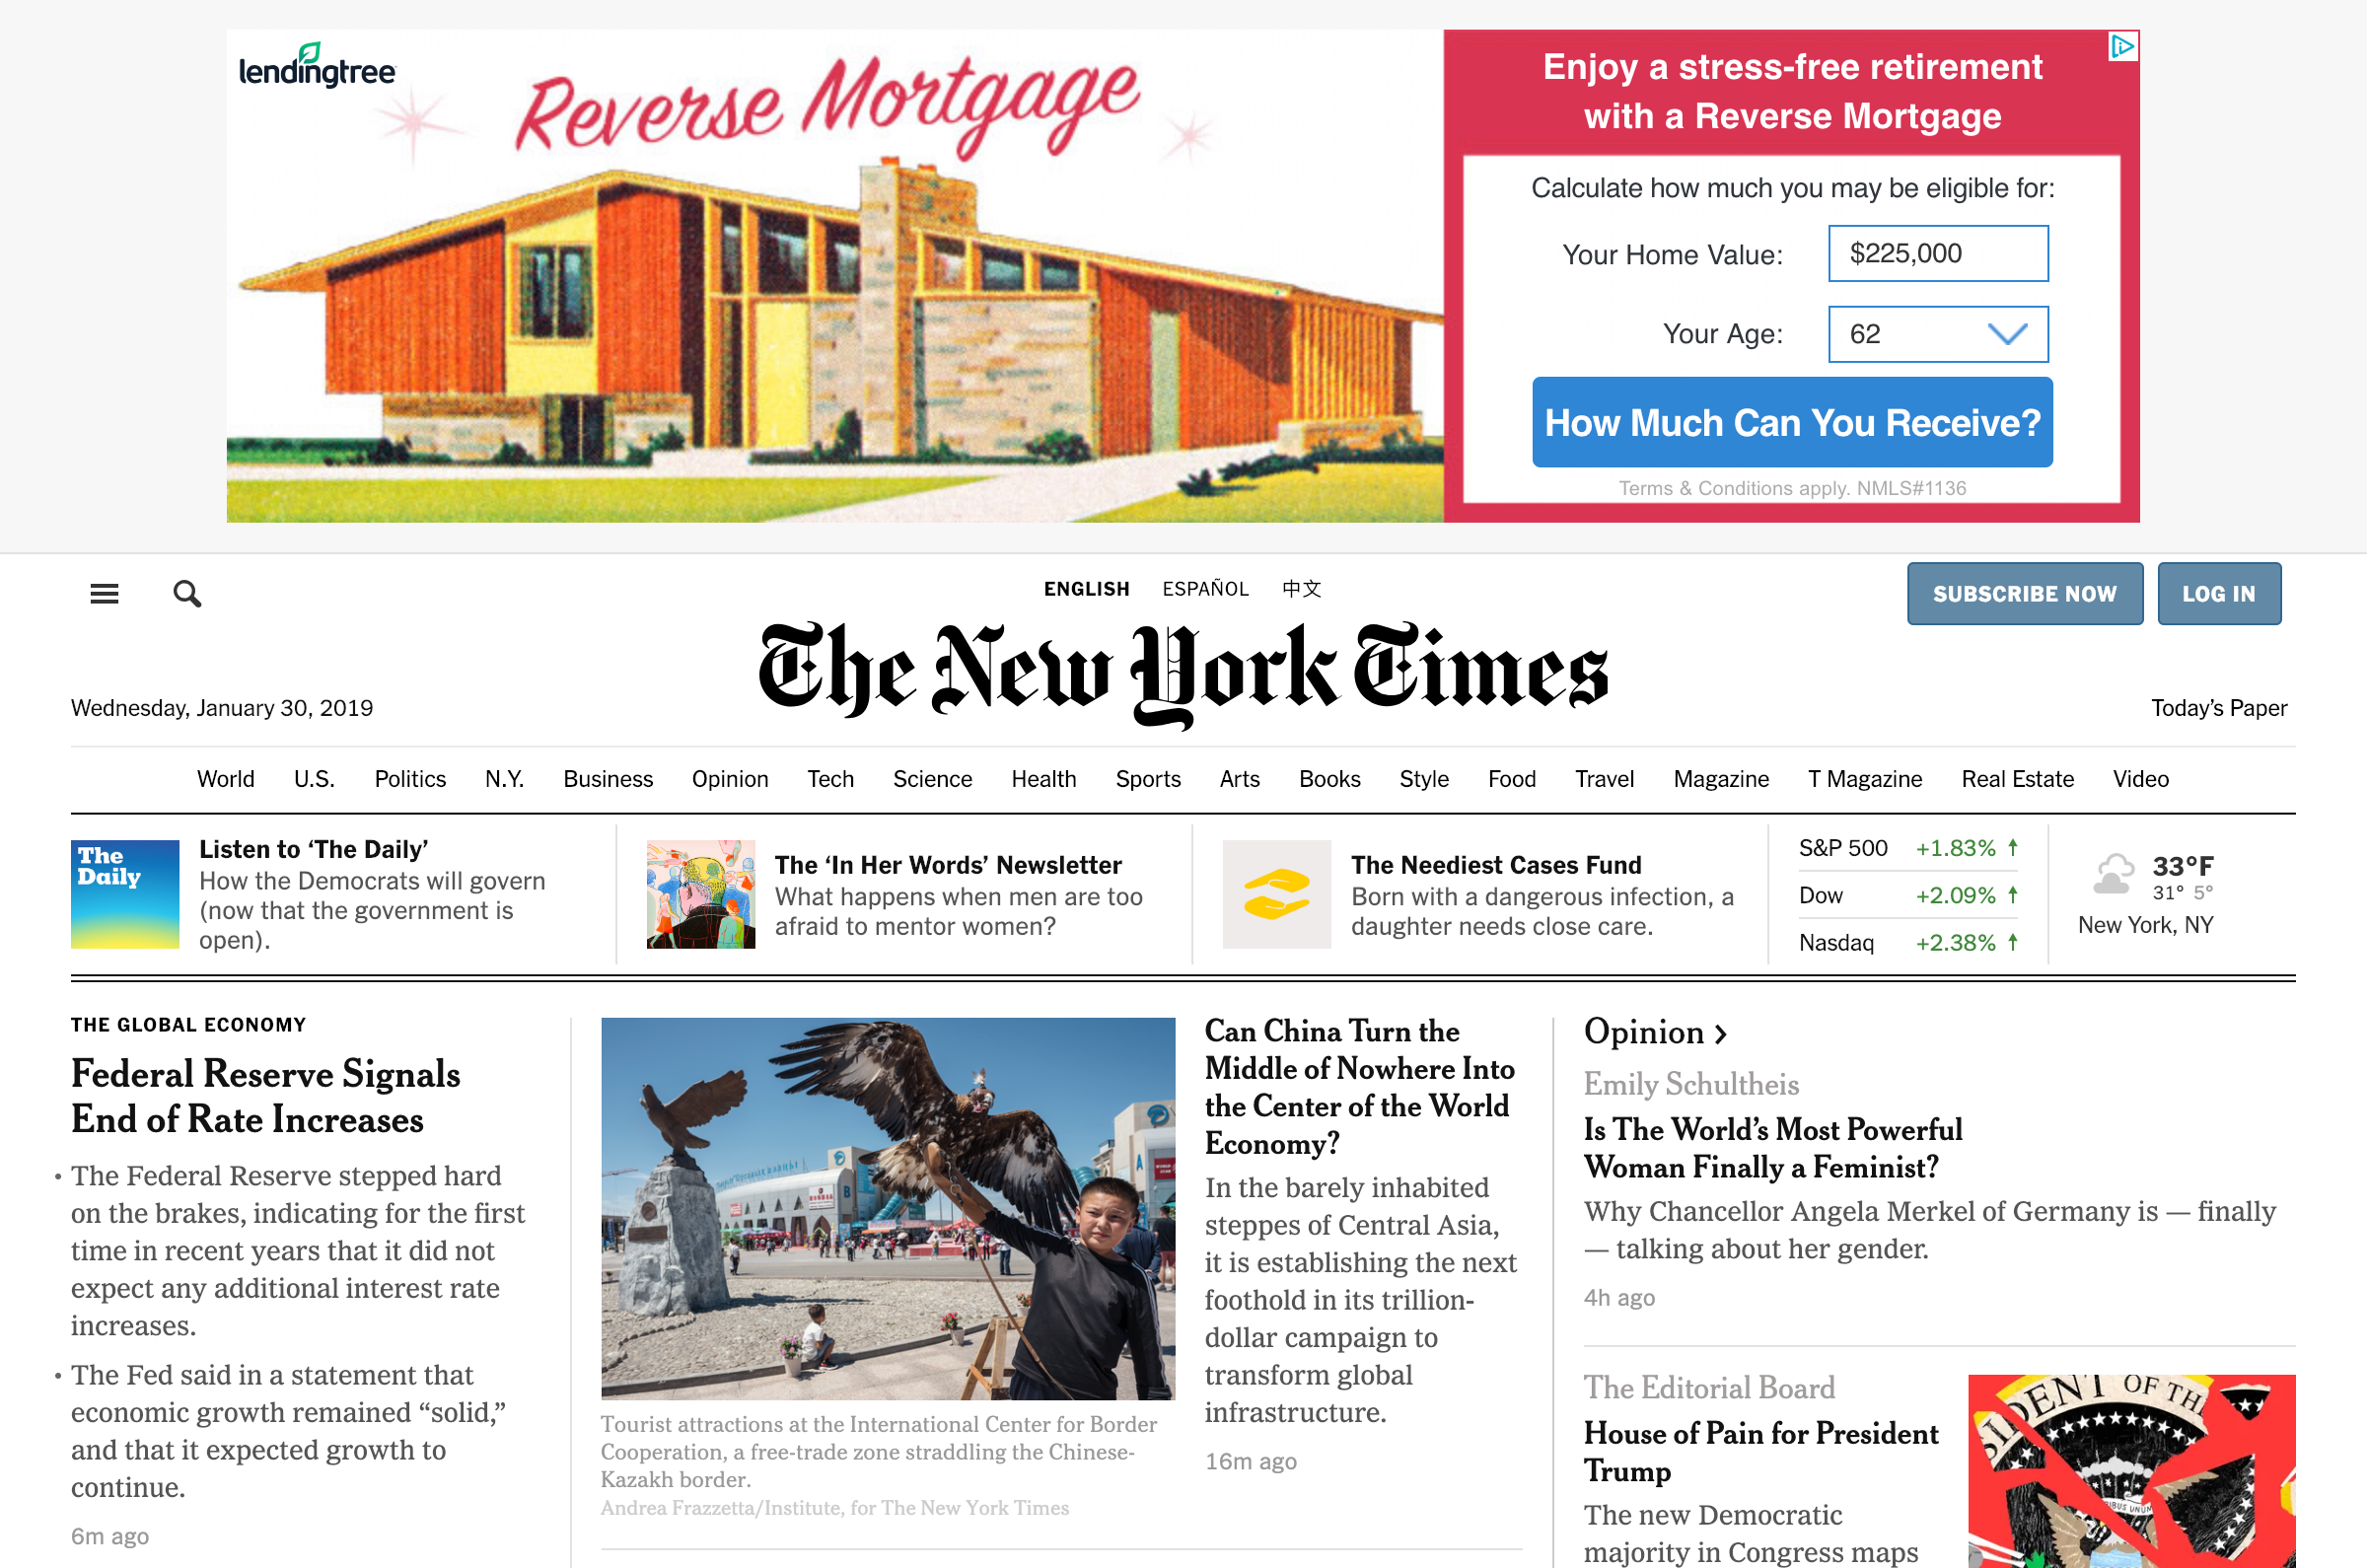 lendingtree
Reverse Mortgage
Enjoy a stress-free retirement
with a Reverse Mortgage
Calculate how much you may be eligible for:
Your Home Value: $225,000
Your Age: 62
How Much Can You Receive?
Terms & Conditions apply. NMLS#1136
ENGLISH ESPAÑOL 中文
SUBSCRIBE NOW LOG IN
The New York Times
Wednesday, January 30, 2019
Today’s Paper
World U.S. Politics N.Y. Business Opinion Tech Science Health Sports Arts Books Style Food Travel Magazine T Magazine Real Estate Video
The
Daily
Listen to ‘The Daily’
How the Democrats will govern
(now that the government is
open).
The ‘In Her Words’ Newsletter
What happens when men are too
afraid to mentor women?
The Neediest Cases Fund
Born with a dangerous infection, a
daughter needs close care.
S&P 500 +1.83%
Dow +2.09%
Nasdaq +2.38%
33°F
31° 5°
New York, NY
THE GLOBAL ECONOMY
Federal Reserve Signals
End of Rate Increases
• The Federal Reserve stepped hard
on the brakes, indicating for the first
time in recent years that it did not
expect any additional interest rate
increases.
• The Fed said in a statement that
economic growth remained “solid,”
and that it expected growth to
continue.
6m ago
B
A
Tourist attractions at the International Center for Border
Cooperation, a free-trade zone straddling the Chinese-
Kazakh border.
Andrea Frazzetta/Institute, for The New York Times
Can China Turn the
Middle of Nowhere Into
the Center of the World
Economy?
In the barely inhabited
steppes of Central Asia,
it is establishing the next
foothold in its trillion-
dollar campaign to
transform global
infrastructure.
16m ago
Opinion
Emily Schultheis
Is The World’s Most Powerful
Woman Finally a Feminist?
Why Chancellor Angela Merkel of Germany is — finally
— talking about her gender.
4h ago
The Editorial Board
House of Pain for President
Trump
The new Democratic
majority in Congress maps
SIDENT OF TH
IBUS UNUM